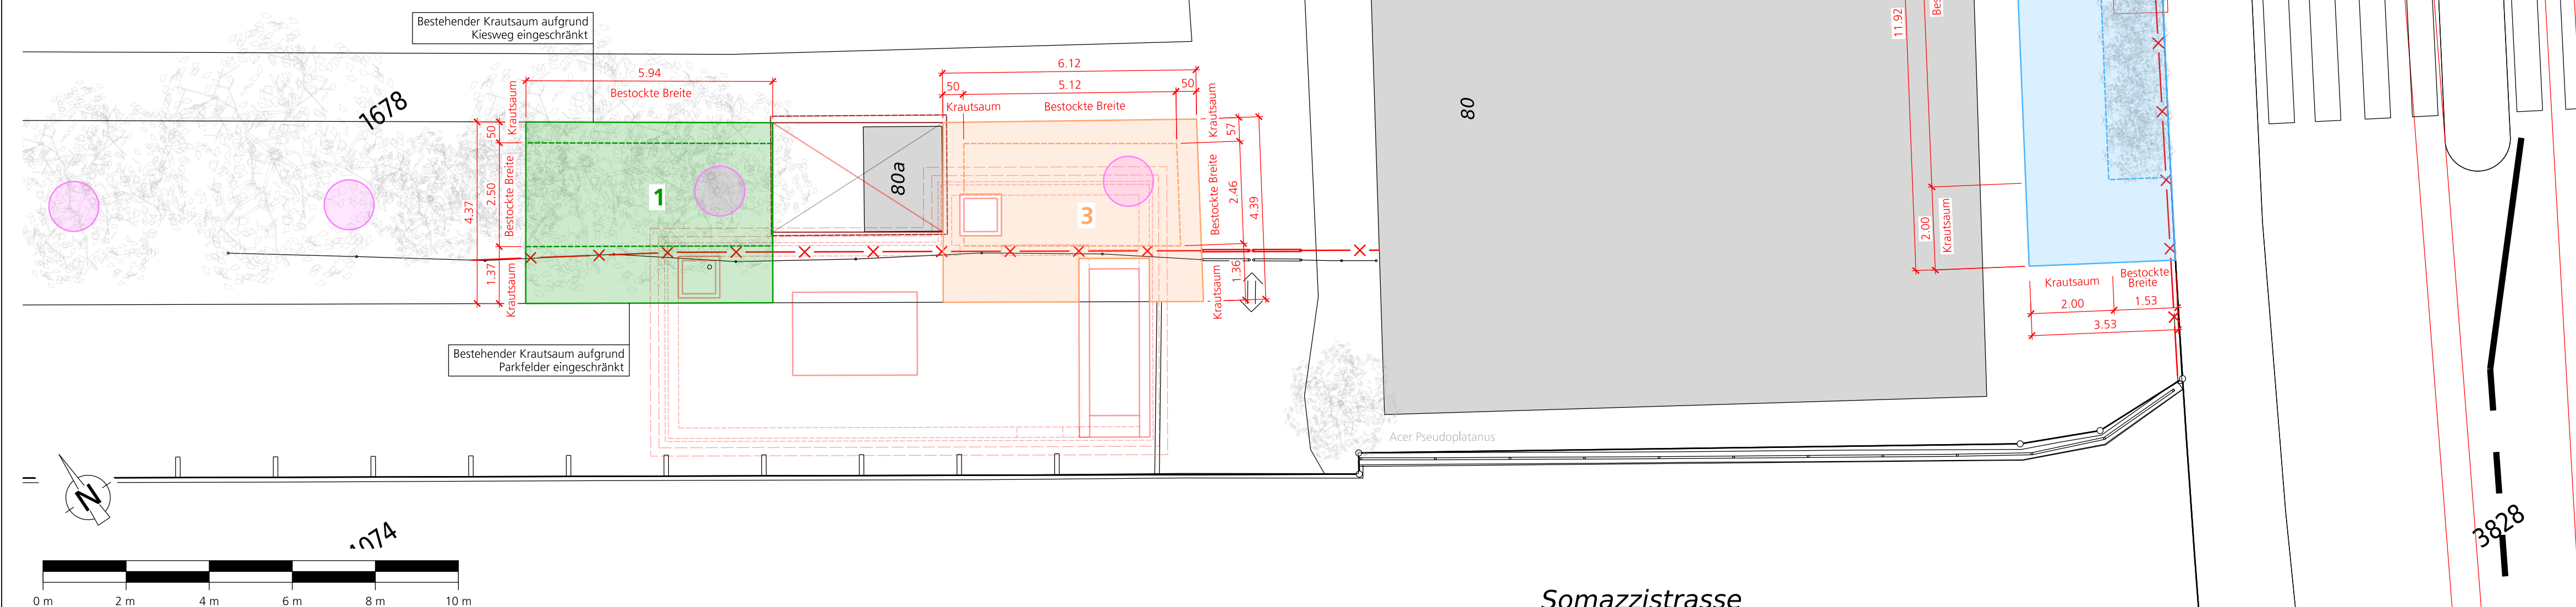 Bestehender Krautsaum aufgrund
Kiesweg eingeschränkt
1678
5.94
Bestockte Breite
6.12
50
5.12
50
Krautsaum
Bestockte Breite
Krautsaum
50
Bestockte Breite
2.50
4.37
1.37
Krautsaum
1
80a
3
Krautsaum
57
Bestockte Breite
2.46
4.39
1.36
Krautsaum
80
11.92
2.00
Krautsaum
Krautsaum
Bestockte
Breite
2.00
1.53
3.53
Bestehender Krautsaum aufgrund
Parkfelder eingeschränkt
Acer Pseudoplatanus
N
1074
3828
0 m
2 m
4 m
6 m
8 m
10 m
Somazzistrasse